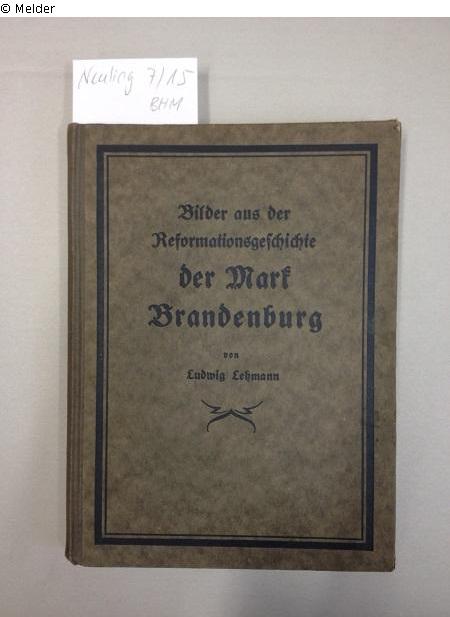 © Melder
Neuling 7/15
BHM
Bilder aus der
Reformationsgeschichte
der Mark
Brandenburg
von
Ludwig Lehmann